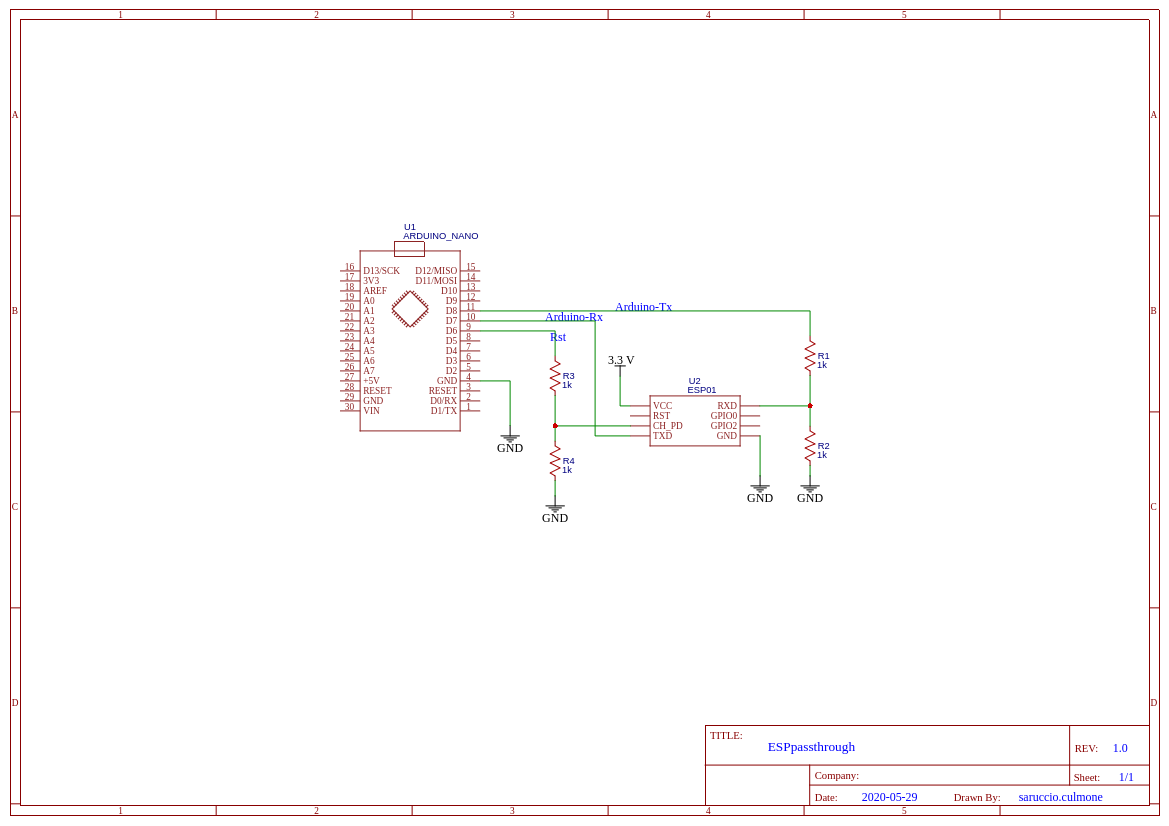 1 2 3 4 5
A A
B B
C C
D D
U1
ARDUINO_NANO
16 D13/SCK D12/MISO 15
17 3V3 D11/MOSI 14
18 AREF D10 13
19 A0 D9 12
20 A1 D8 11
21 A2 D7 10
22 A3 D6 9
23 A4 D5 8
24 A5 D4 7
25 A6 D3 6
26 A7 D2 5
27 +5V GND 4
28 RESET RESET 3
29 GND D0/RX 2
30 VIN D1/TX 1
Arduino-Tx
Arduino-Rx
Rst
3.3 V
R1
1k
R3
1k
U2
ESP01
VCC RXD
RST GPIO0
CH_PD GPIO2
TXD GND
R2
1k
R4
1k
GND
GND
GND
GND
TITLE:
ESPpassthrough
REV: 1.0
Company:
Sheet: 1/1
Date: 2020-05-29 Drawn By: saruccio.culmone
1 2 3 4 5